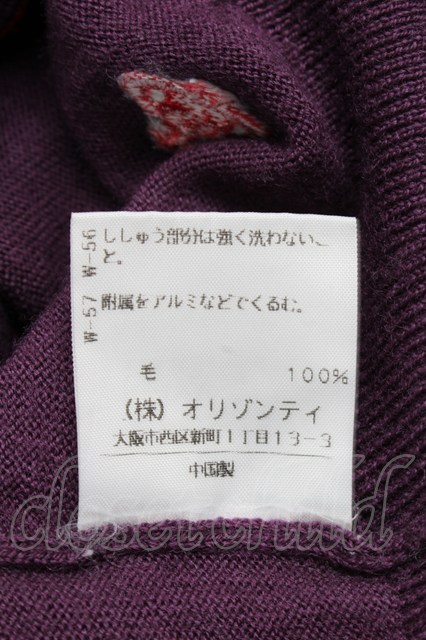 W-56 ししゅう部分は強く洗わないこ
と。
W-57 附属をアルミなどでくるむ。
毛 100%
(株) オリゾンティ
大阪市西区新町1丁目13-3
中国製
closetchild